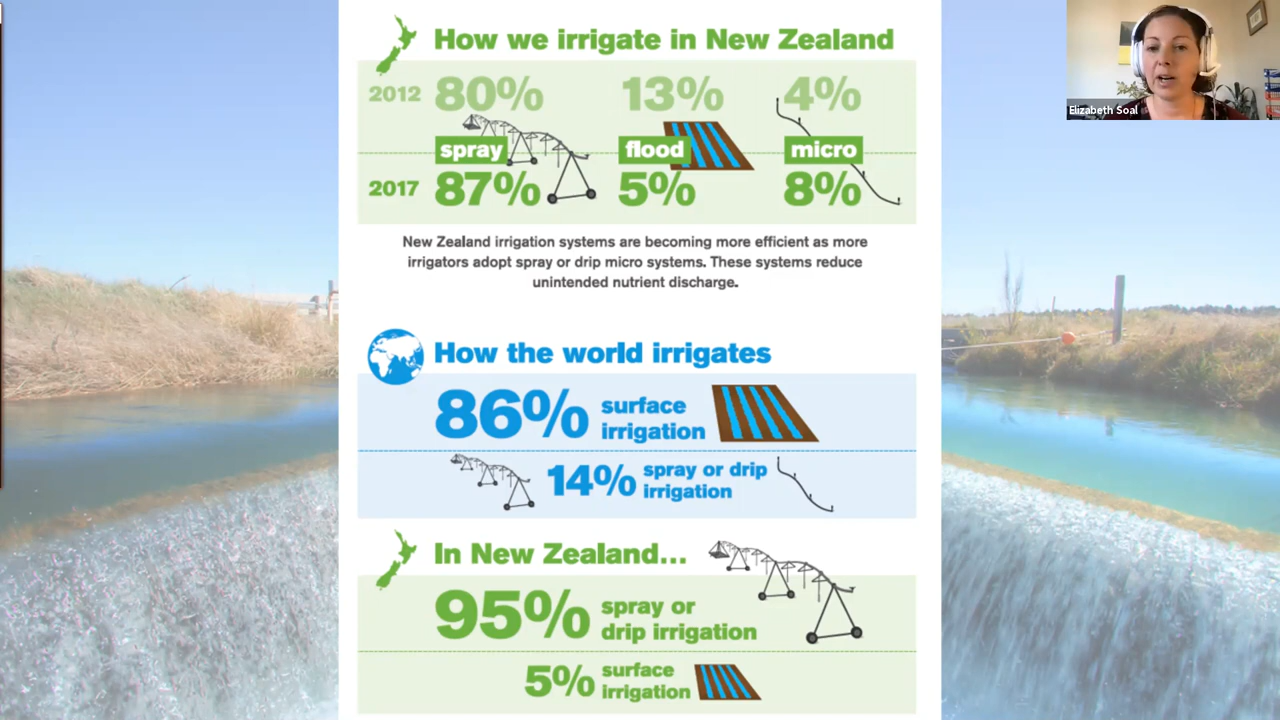 How we irrigate in New Zealand
2012 80% 13% 4%
spray flood micro
2017 87% 5% 8%
New Zealand irrigation systems are becoming more efficient as more
irrigators adopt spray or drip micro systems. These systems reduce
unintended nutrient discharge.
How the world irrigates
86% surface
irrigation
14% spray or drip
irrigation
In New Zealand...
95% spray or
drip irrigation
5% surface
irrigation
Elizabeth Soal